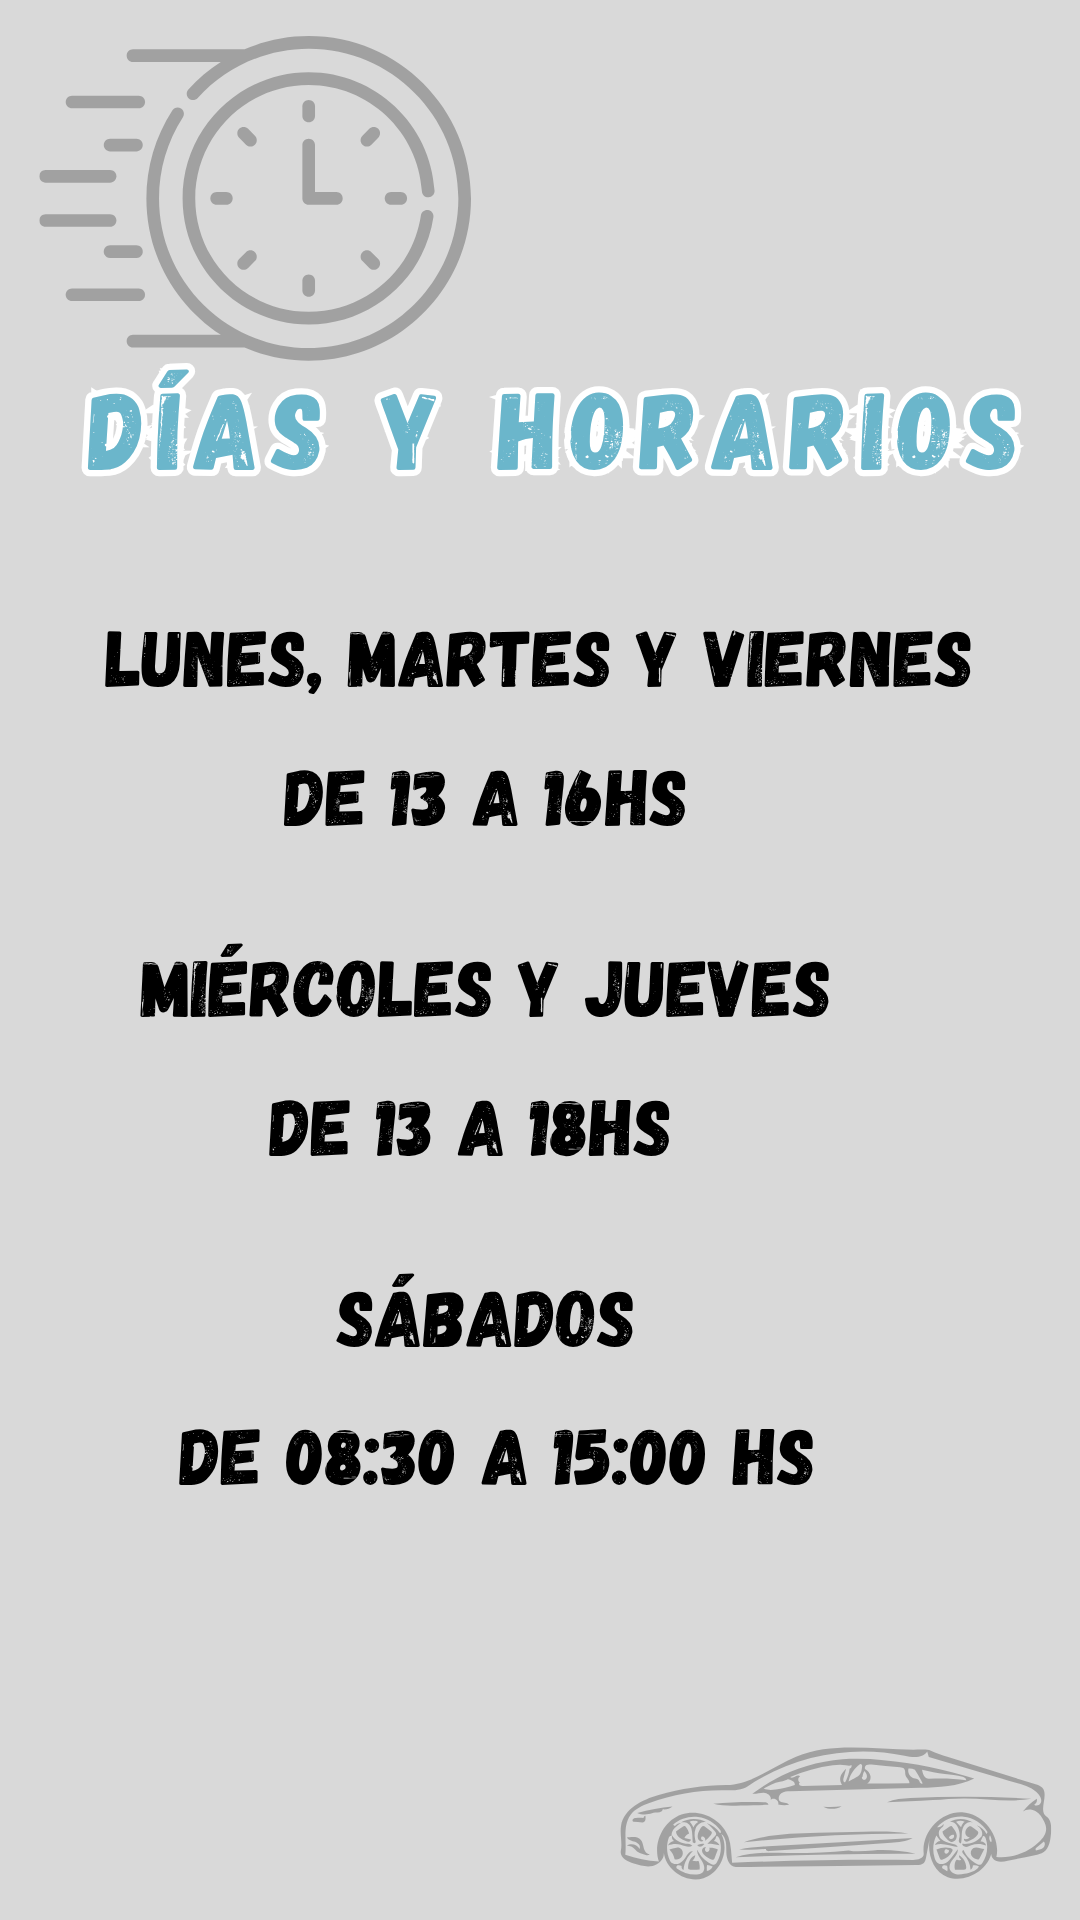 DÍAS Y HORARIOS
LUNES, MARTES Y VIERNES
DE 13 A 16HS
MIÉRCOLES Y JUEVES
DE 13 A 18HS
SÁBADOS
DE 08:30 A 15:00 HS